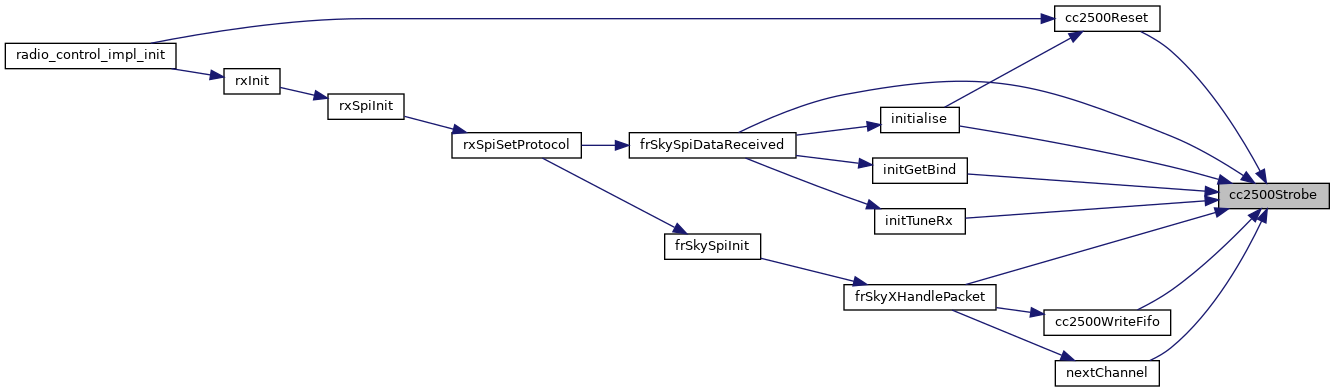 cc2500Reset
radio_control_impl_init
rxInit
rxSpiInit
initialise
rxSpiSetProtocol
frSkySpiDataReceived
initGetBind
cc2500Strobe
initTuneRx
frSkySpiInit
frSkyXHandlePacket
cc2500WriteFifo
nextChannel